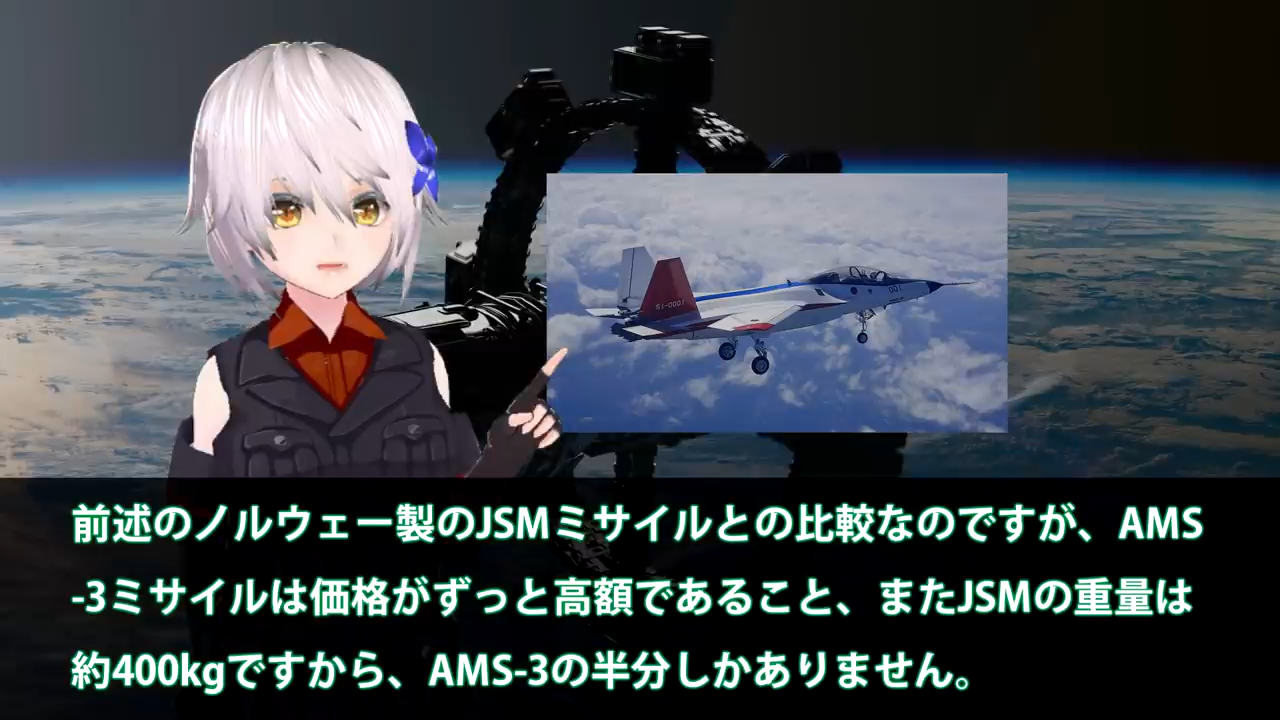 51-0001
001
前述のノルウェー製のJSMミサイルとの比較なのですが、AMS
-3ミサイルは価格がずっと高額であること、またJSMの重量は
約400kgですから、AMS-3の半分しかありません。